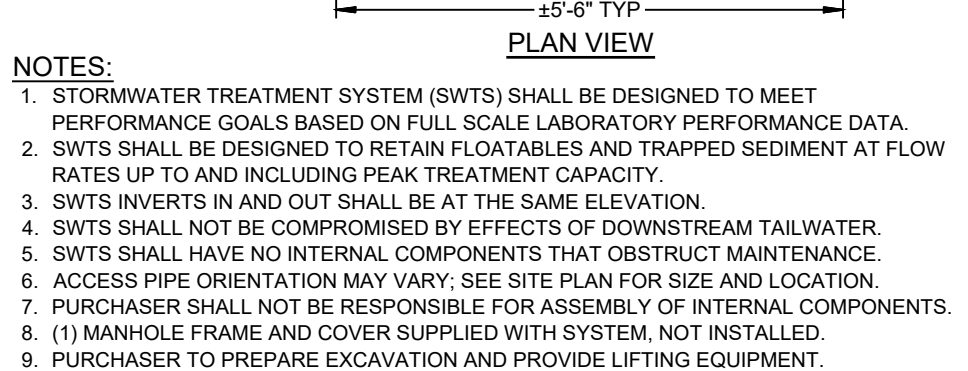 ±5'-6" TYP
PLAN VIEW
NOTES:
1. STORMWATER TREATMENT SYSTEM (SWTS) SHALL BE DESIGNED TO MEET
PERFORMANCE GOALS BASED ON FULL SCALE LABORATORY PERFORMANCE DATA.
2. SWTS SHALL BE DESIGNED TO RETAIN FLOATABLES AND TRAPPED SEDIMENT AT FLOW
RATES UP TO AND INCLUDING PEAK TREATMENT CAPACITY.
3. SWTS INVERTS IN AND OUT SHALL BE AT THE SAME ELEVATION.
4. SWTS SHALL NOT BE COMPROMISED BY EFFECTS OF DOWNSTREAM TAILWATER.
5. SWTS SHALL HAVE NO INTERNAL COMPONENTS THAT OBSTRUCT MAINTENANCE.
6. ACCESS PIPE ORIENTATION MAY VARY; SEE SITE PLAN FOR SIZE AND LOCATION.
7. PURCHASER SHALL NOT BE RESPONSIBLE FOR ASSEMBLY OF INTERNAL COMPONENTS.
8. (1) MANHOLE FRAME AND COVER SUPPLIED WITH SYSTEM, NOT INSTALLED.
9. PURCHASER TO PREPARE EXCAVATION AND PROVIDE LIFTING EQUIPMENT.